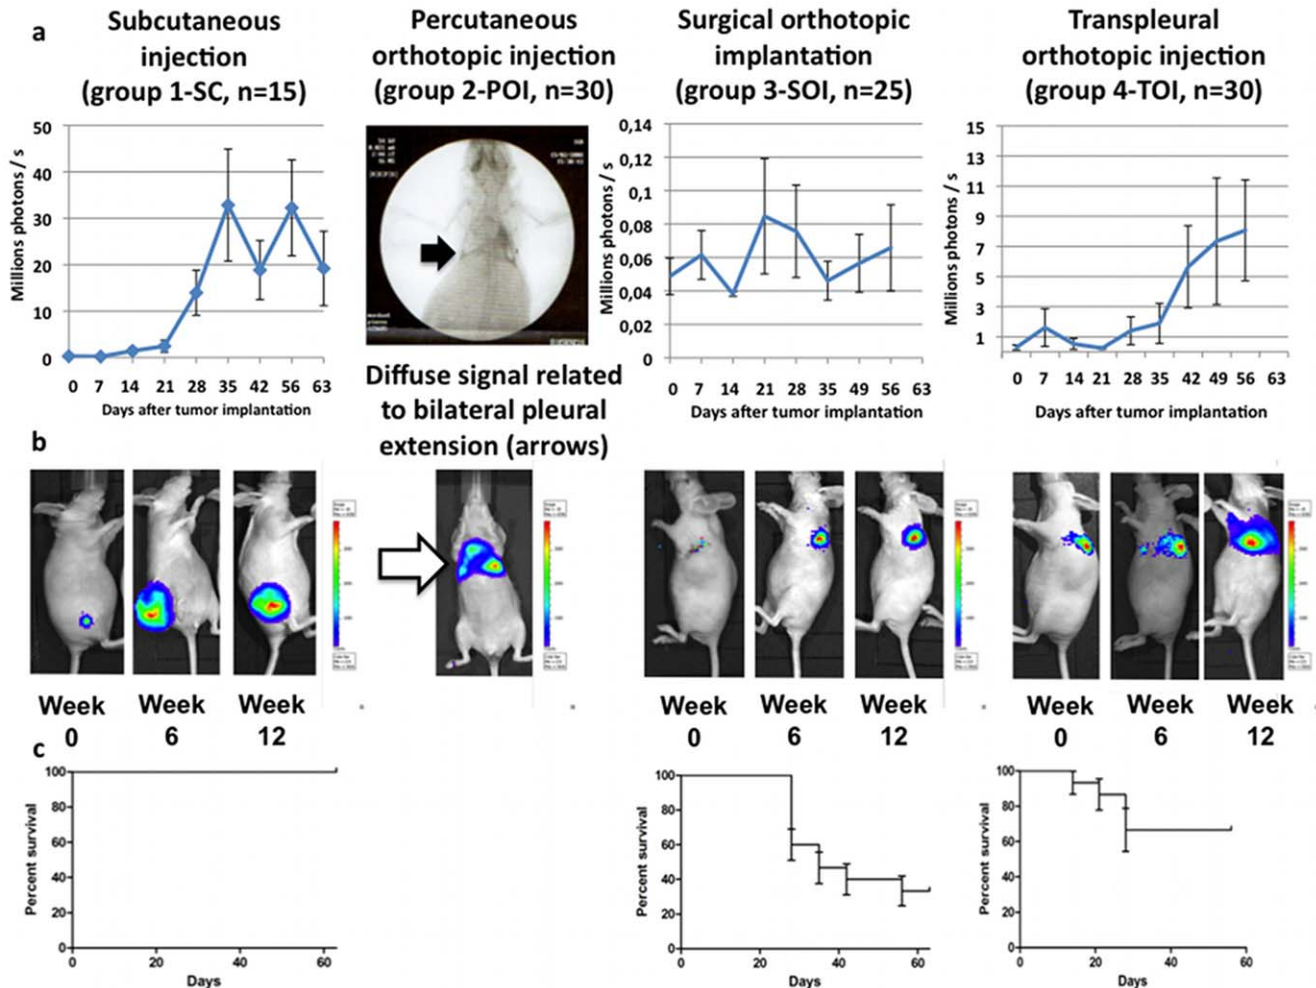 a
Subcutaneous
injection
(group 1-SC, n=15)
Percutaneous
orthotopic injection
(group 2-POI, n=30)
Surgical orthotopic
implantation
(group 3-SOI, n=25)
Transpleural
orthotopic injection
(group 4-TOI, n=30)
Millions photons / s
50
40
30
20
10
0
0 7 14 21 28 35 42 56 63
Days after tumor implantation
Diffuse signal related
to bilateral pleural
extension (arrows)
Millions photons / s
0,14
0,12
0,1
0,08
0,06
0,04
0,02
0
0 7 14 21 28 35 49 56 63
Days after tumor implantation
Millions photons / s
15
13
11
9
7
5
3
1
0 7 14 21 28 35 42 49 56 63
Days after tumor implantation
b
Week
0
Week
6
Week
12
Week
0
Week
6
Week
12
Week
0
Week
6
Week
12
c
Percent survival
100
80
60
40
20
0
0 20 40 60
Days
Percent survival
100
80
60
40
20
0
0 20 40 60
Days
Percent survival
100
80
60
40
20
0
0 20 40 60
Days